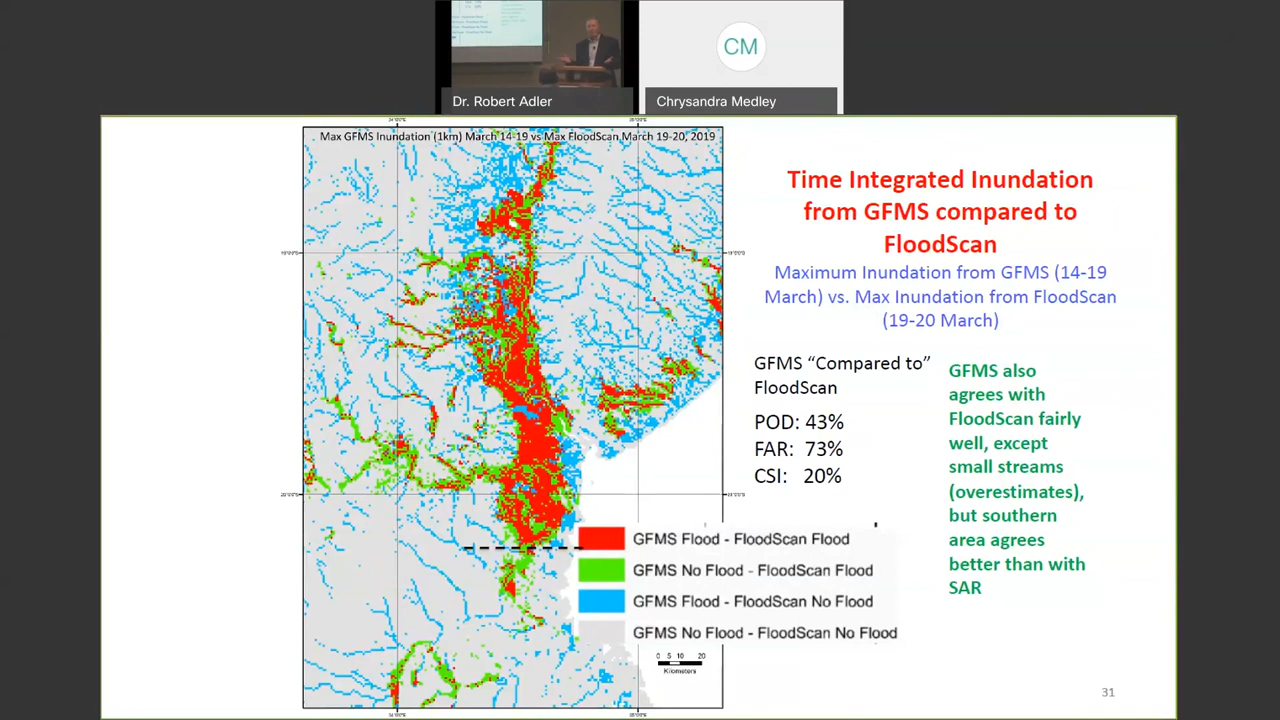 CM
Dr. Robert Adler
Chrysandra Medley
Max GFMS Inundation (1km) March 14-19 vs Max FloodScan March 19-20, 2019
Time Integrated Inundation
from GFMS compared to
FloodScan
Maximum Inundation from GFMS (14-19
March) vs. Max Inundation from FloodScan
(19-20 March)
GFMS “Compared to”
FloodScan
POD: 43%
FAR: 73%
CSI: 20%
GFMS also
agrees with
FloodScan fairly
well, except
small streams
(overestimates),
but southern
area agrees
better than with
SAR
GFMS Flood - FloodScan Flood
GFMS No Flood - FloodScan Flood
GFMS Flood - FloodScan No Flood
GFMS No Flood - FloodScan No Flood
0 5 10 20
Kilometers
31